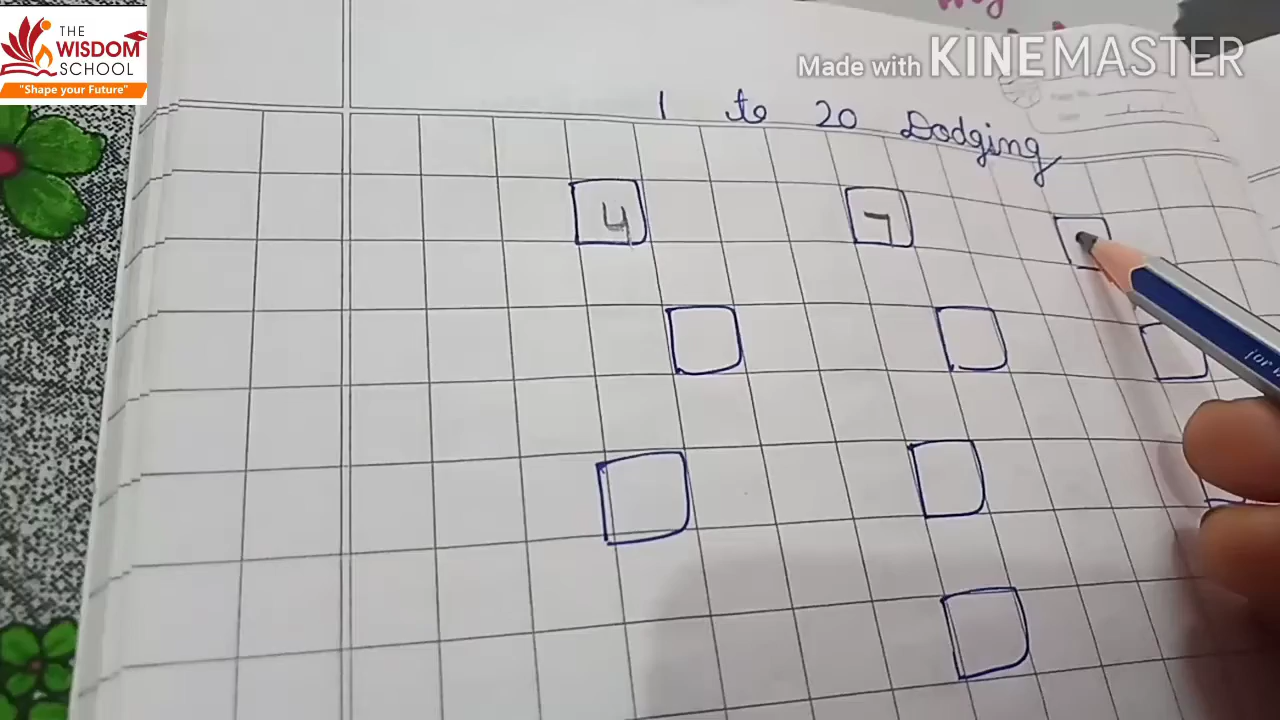 THE
WISDOM
SCHOOL
"Shape your Future"
Made with KINEMASTER
1 to 20 Dodging
4 7